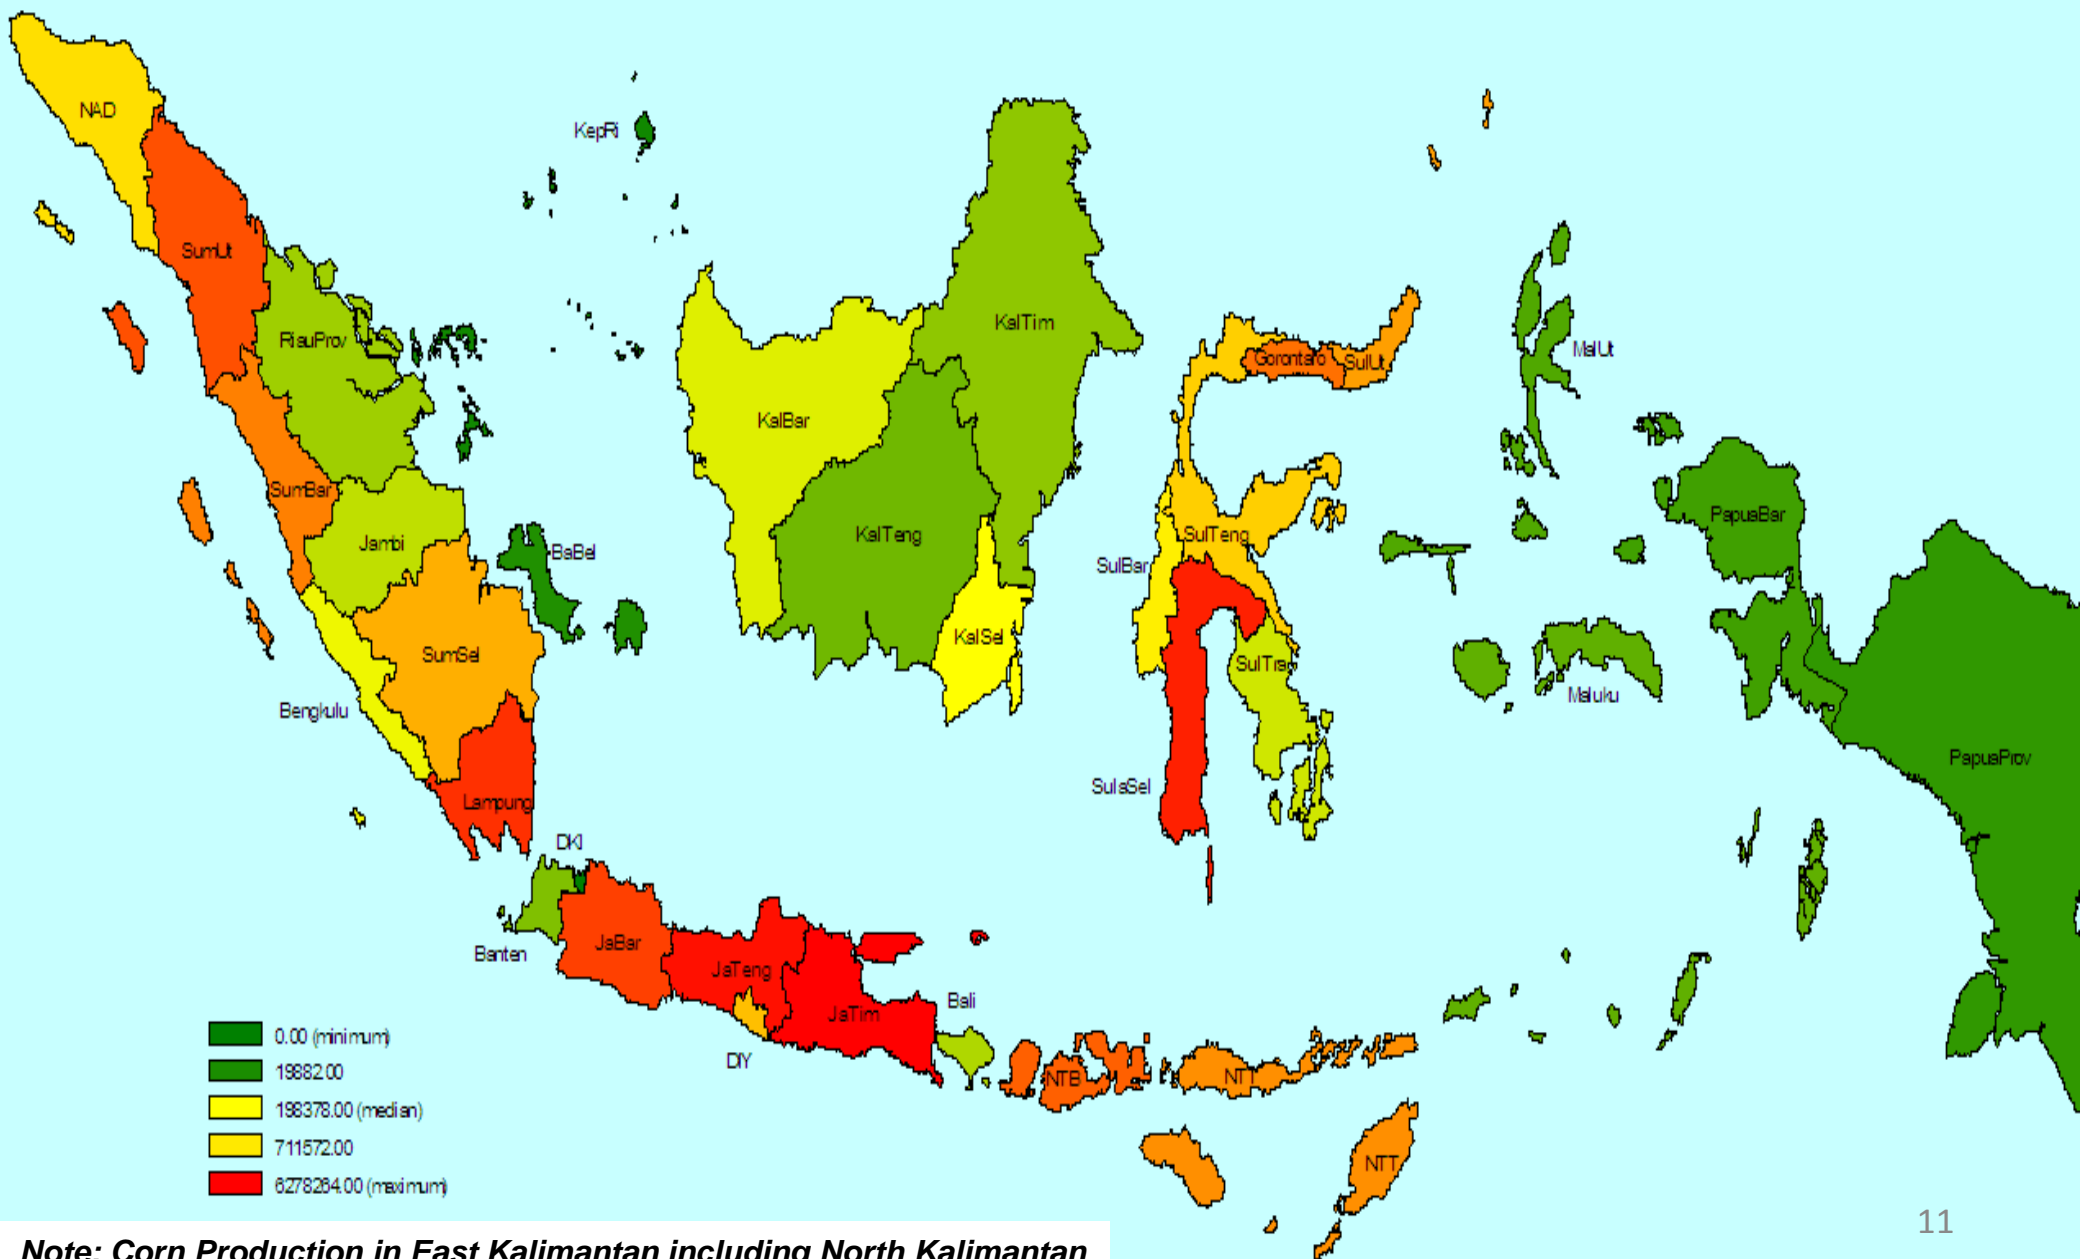 NAD
KepRi
SumUt
RiauProv
KalTim
KalBar
Gorontaro
SulUt
MalUt
SumBar
Jambi
BaBel
KalTeng
SulTeng
SulBar
PapuaBar
SumSel
KalSel
SulTra
Bengkulu
Maluku
PapuaProv
SulaSel
Lampung
DKI
Banten
JaBar
JaTeng
JaTim
Bali
DIY
NTB
NTT
NTT
0.00 (minimum)
19882.00
198378.00 (median)
711572.00
6278264.00 (maximum)
11
Note: Corn Production in East Kalimantan including North Kalimantan